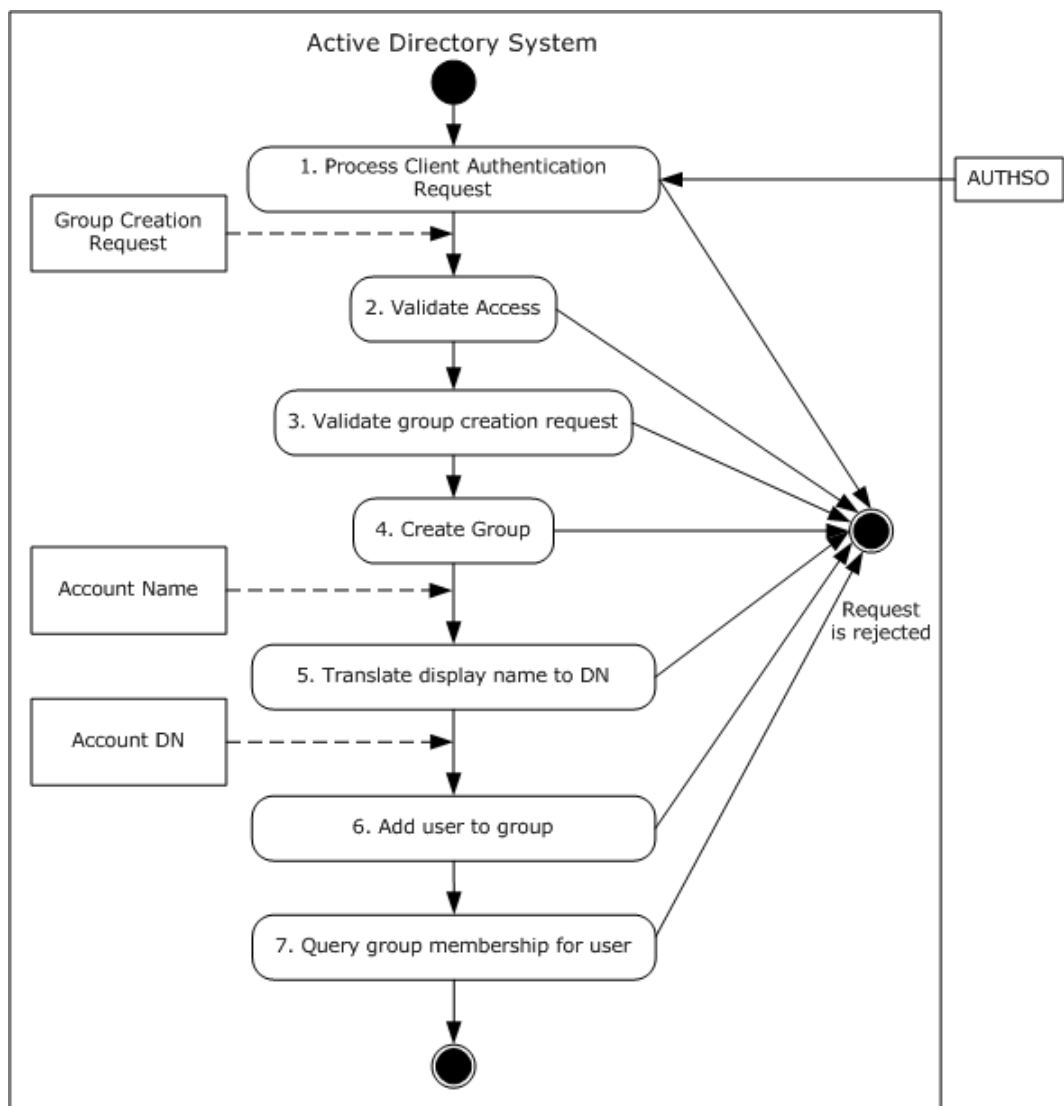 Active Directory System
1. Process Client Authentication
Request
AUTHSO
Group Creation
Request
2. Validate Access
3. Validate group creation request
4. Create Group
Account Name
Request
is rejected
5. Translate display name to DN
Account DN
6. Add user to group
7. Query group membership for user